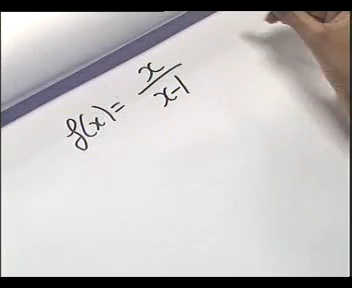 f(x) = x/(x-1)